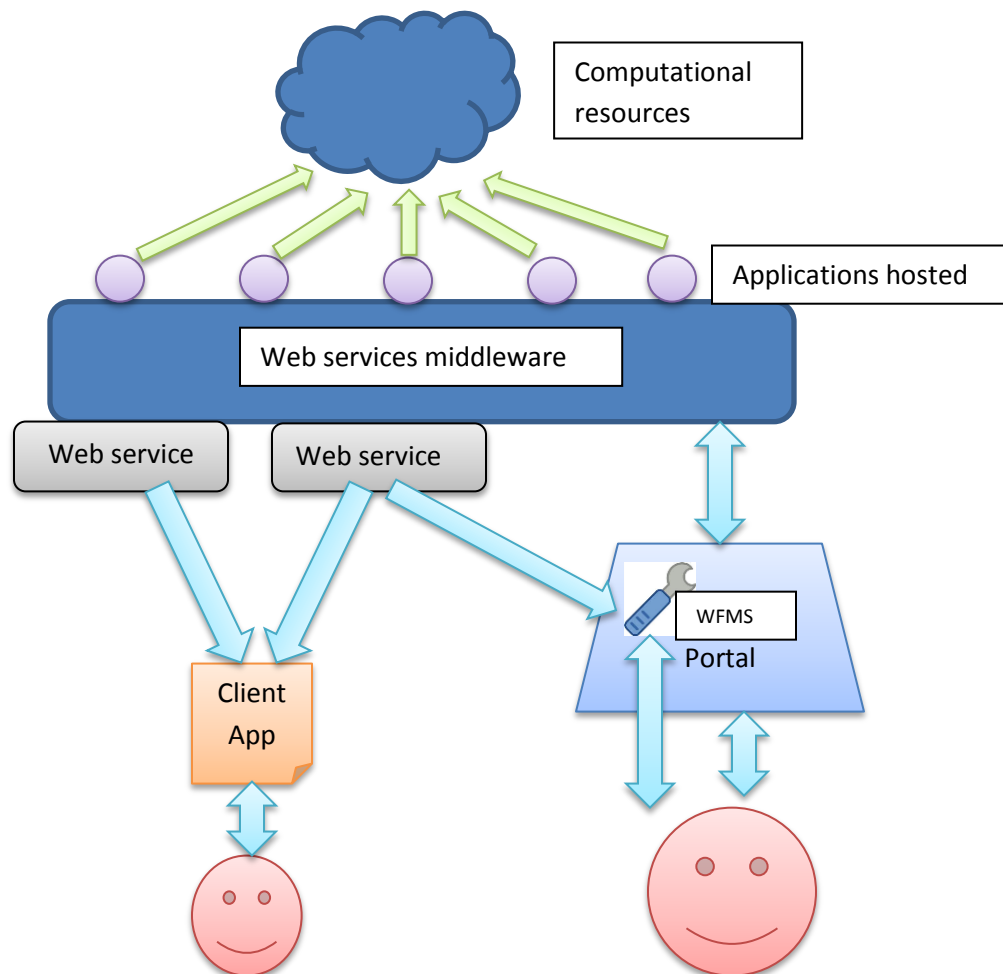 Computational
resources
Applications hosted
Web services middleware
Web service
Web service
WFMS
Portal
Client
App